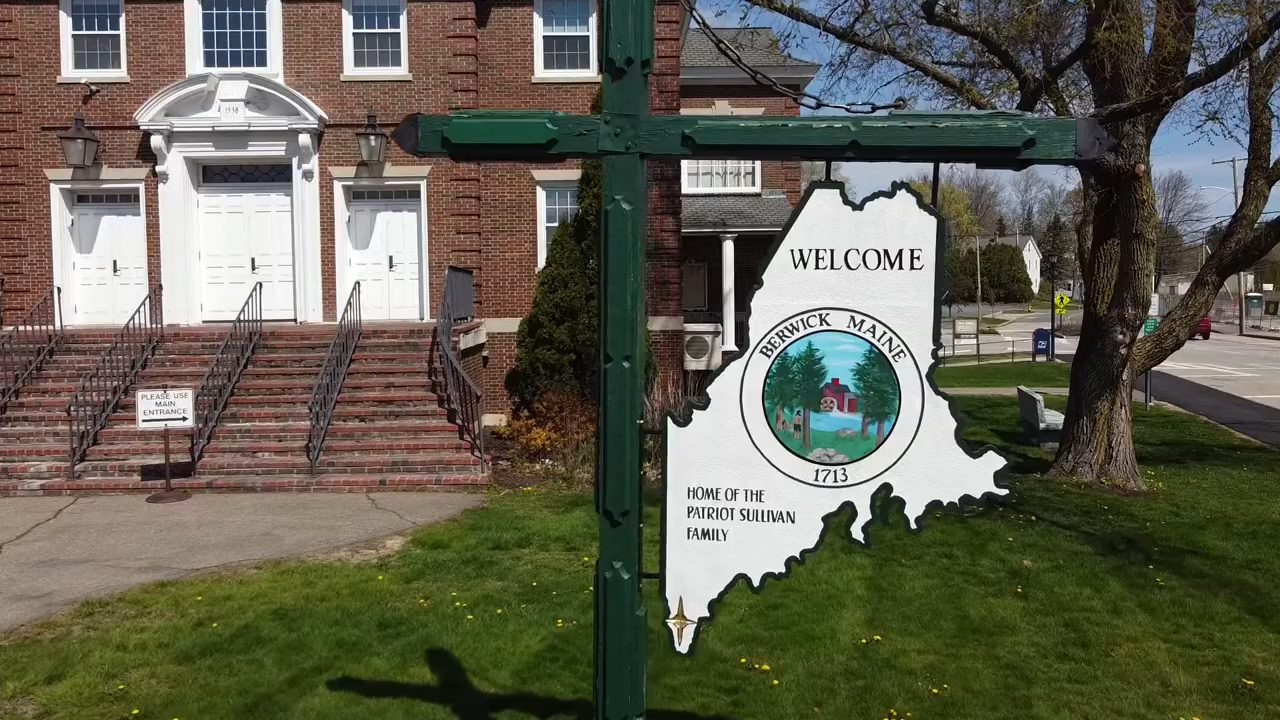 1938
PLEASE USE
MAIN
ENTRANCE
WELCOME
BERWICK MAINE
1713
HOME OF THE
PATRIOT SULLIVAN
FAMILY